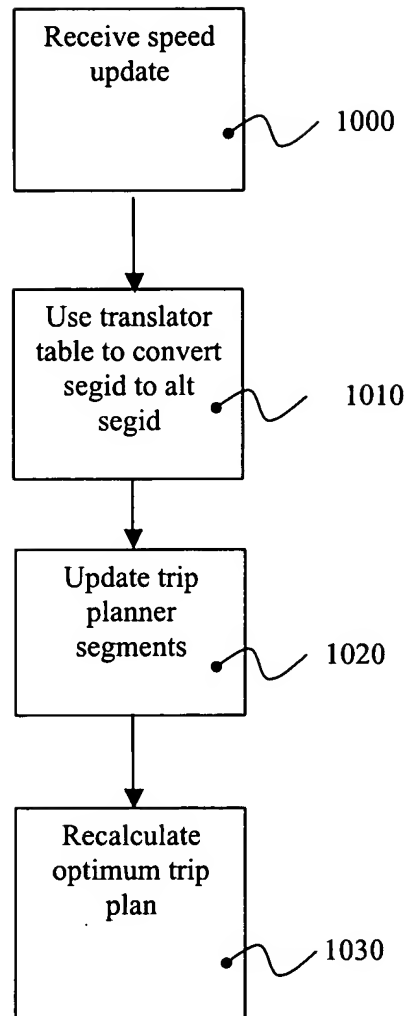 Receive speed
update
1000
Use translator
table to convert
segid to alt
segid
1010
Update trip
planner
segments
1020
Recalculate
optimum trip
plan
1030